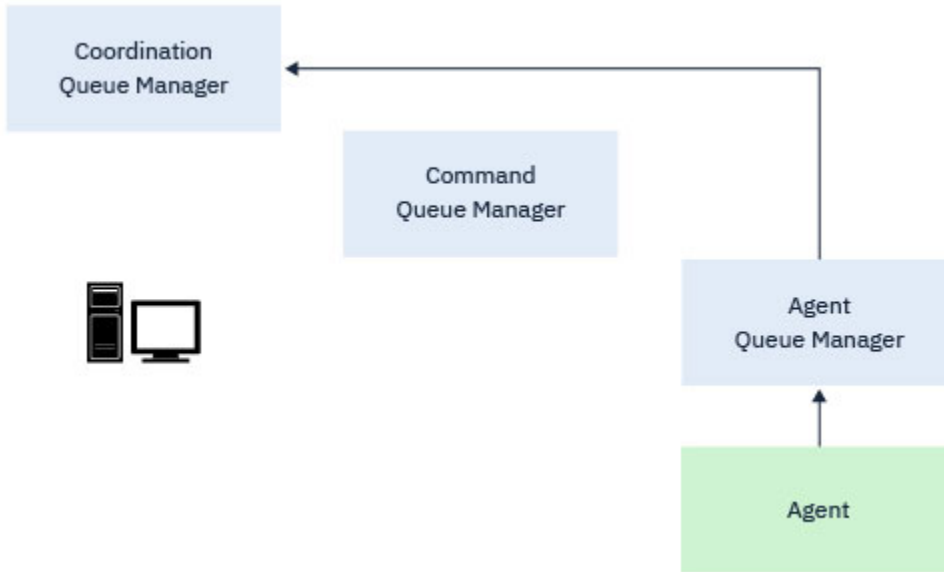 Coordination
Queue Manager
Command
Queue Manager
Agent
Queue Manager
Agent